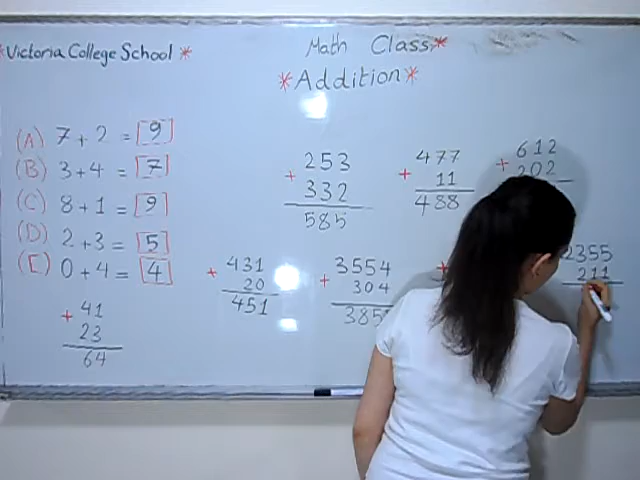 *Victoria College School *
Math Class*
*Addition*
(A) 7 + 2 = 9
(B) 3 + 4 = 7
(C) 8 + 1 = 9
(D) 2 + 3 = 5
(E) 0 + 4 = 4
+ 41
23
64
253
+ 332
585
477
+ 11
488
612
+ 202
431
+ 20
451
3554
+ 304
385
+
2355
211